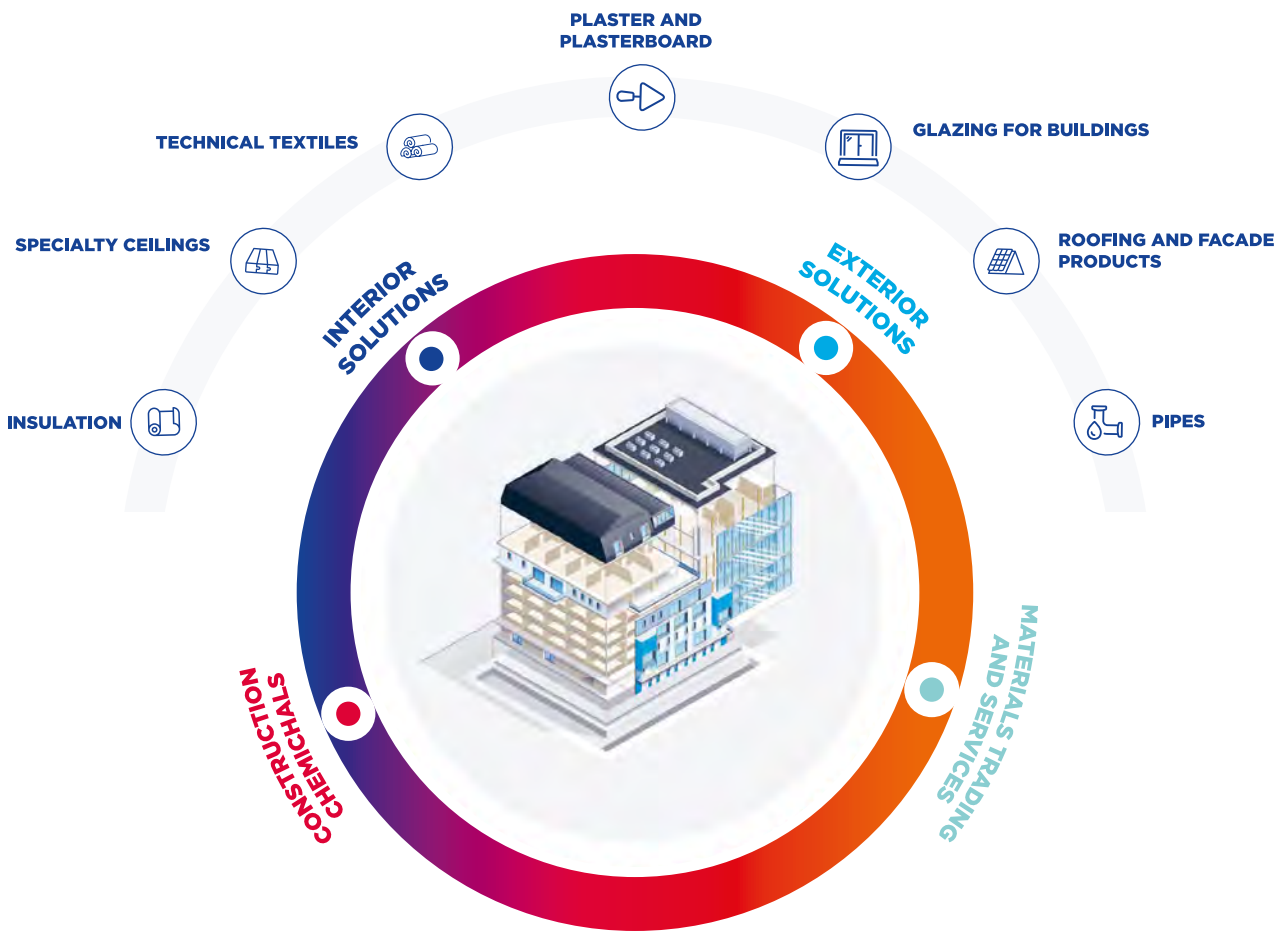 PLASTER AND
PLASTERBOARD
TECHNICAL TEXTILES
GLAZING FOR BUILDINGS
SPECIALTY CEILINGS
ROOFING AND FACADE
PRODUCTS
INTERIOR
SOLUTIONS
EXTERIOR
SOLUTIONS
INSULATION
PIPES
CONSTRUCTION
CHEMICHALS
MATERIALS TRADING
AND SERVICES